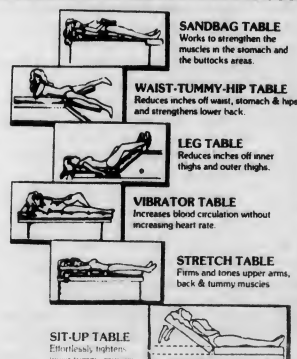 SANDBAG TABLE
Works to strengthen the
muscles in the stomach and
the buttocks areas.
WAIST-TUMMY-HIP TABLE
Reduces inches off waist, stomach & hips
and strengthens lower back.
LEG TABLE
Reduces inches off inner
thighs and outer thighs.
VIBRATOR TABLE
Increases blood circulation without
increasing heart rate.
STRETCH TABLE
Firms and tones upper arms,
back & tummy muscles
SIT-UP TABLE
Effortlessly tightens